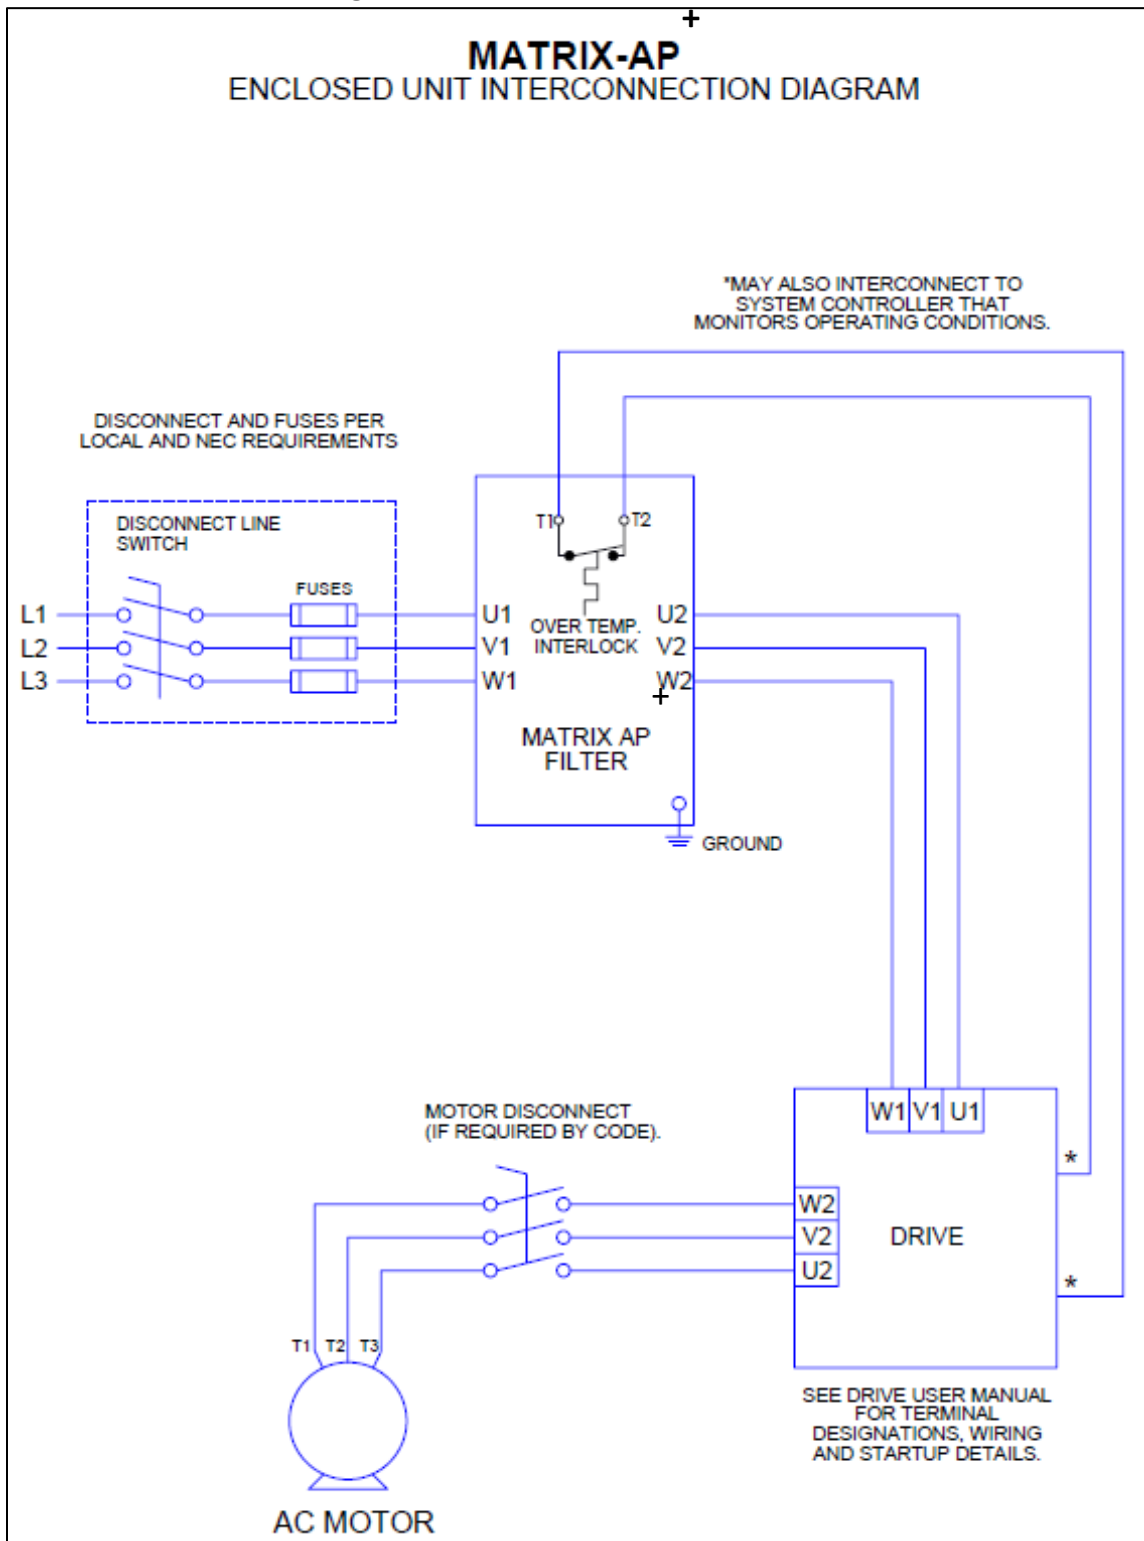 MATRIX-AP
ENCLOSED UNIT INTERCONNECTION DIAGRAM
*MAY ALSO INTERCONNECT TO
SYSTEM CONTROLLER THAT
MONITORS OPERATING CONDITIONS.
DISCONNECT AND FUSES PER
LOCAL AND NEC REQUIREMENTS
DISCONNECT LINE
SWITCH
FUSES
L1
L2
L3
T1
T2
OVER TEMP.
INTERLOCK
U1
V1
W1
U2
V2
W2
MATRIX AP
FILTER
GROUND
W1
V1
U1
*
*
DRIVE
W2
V2
U2
MOTOR DISCONNECT
(IF REQUIRED BY CODE).
T1
T2
T3
AC MOTOR
SEE DRIVE USER MANUAL
FOR TERMINAL
DESIGNATIONS, WIRING
AND STARTUP DETAILS.